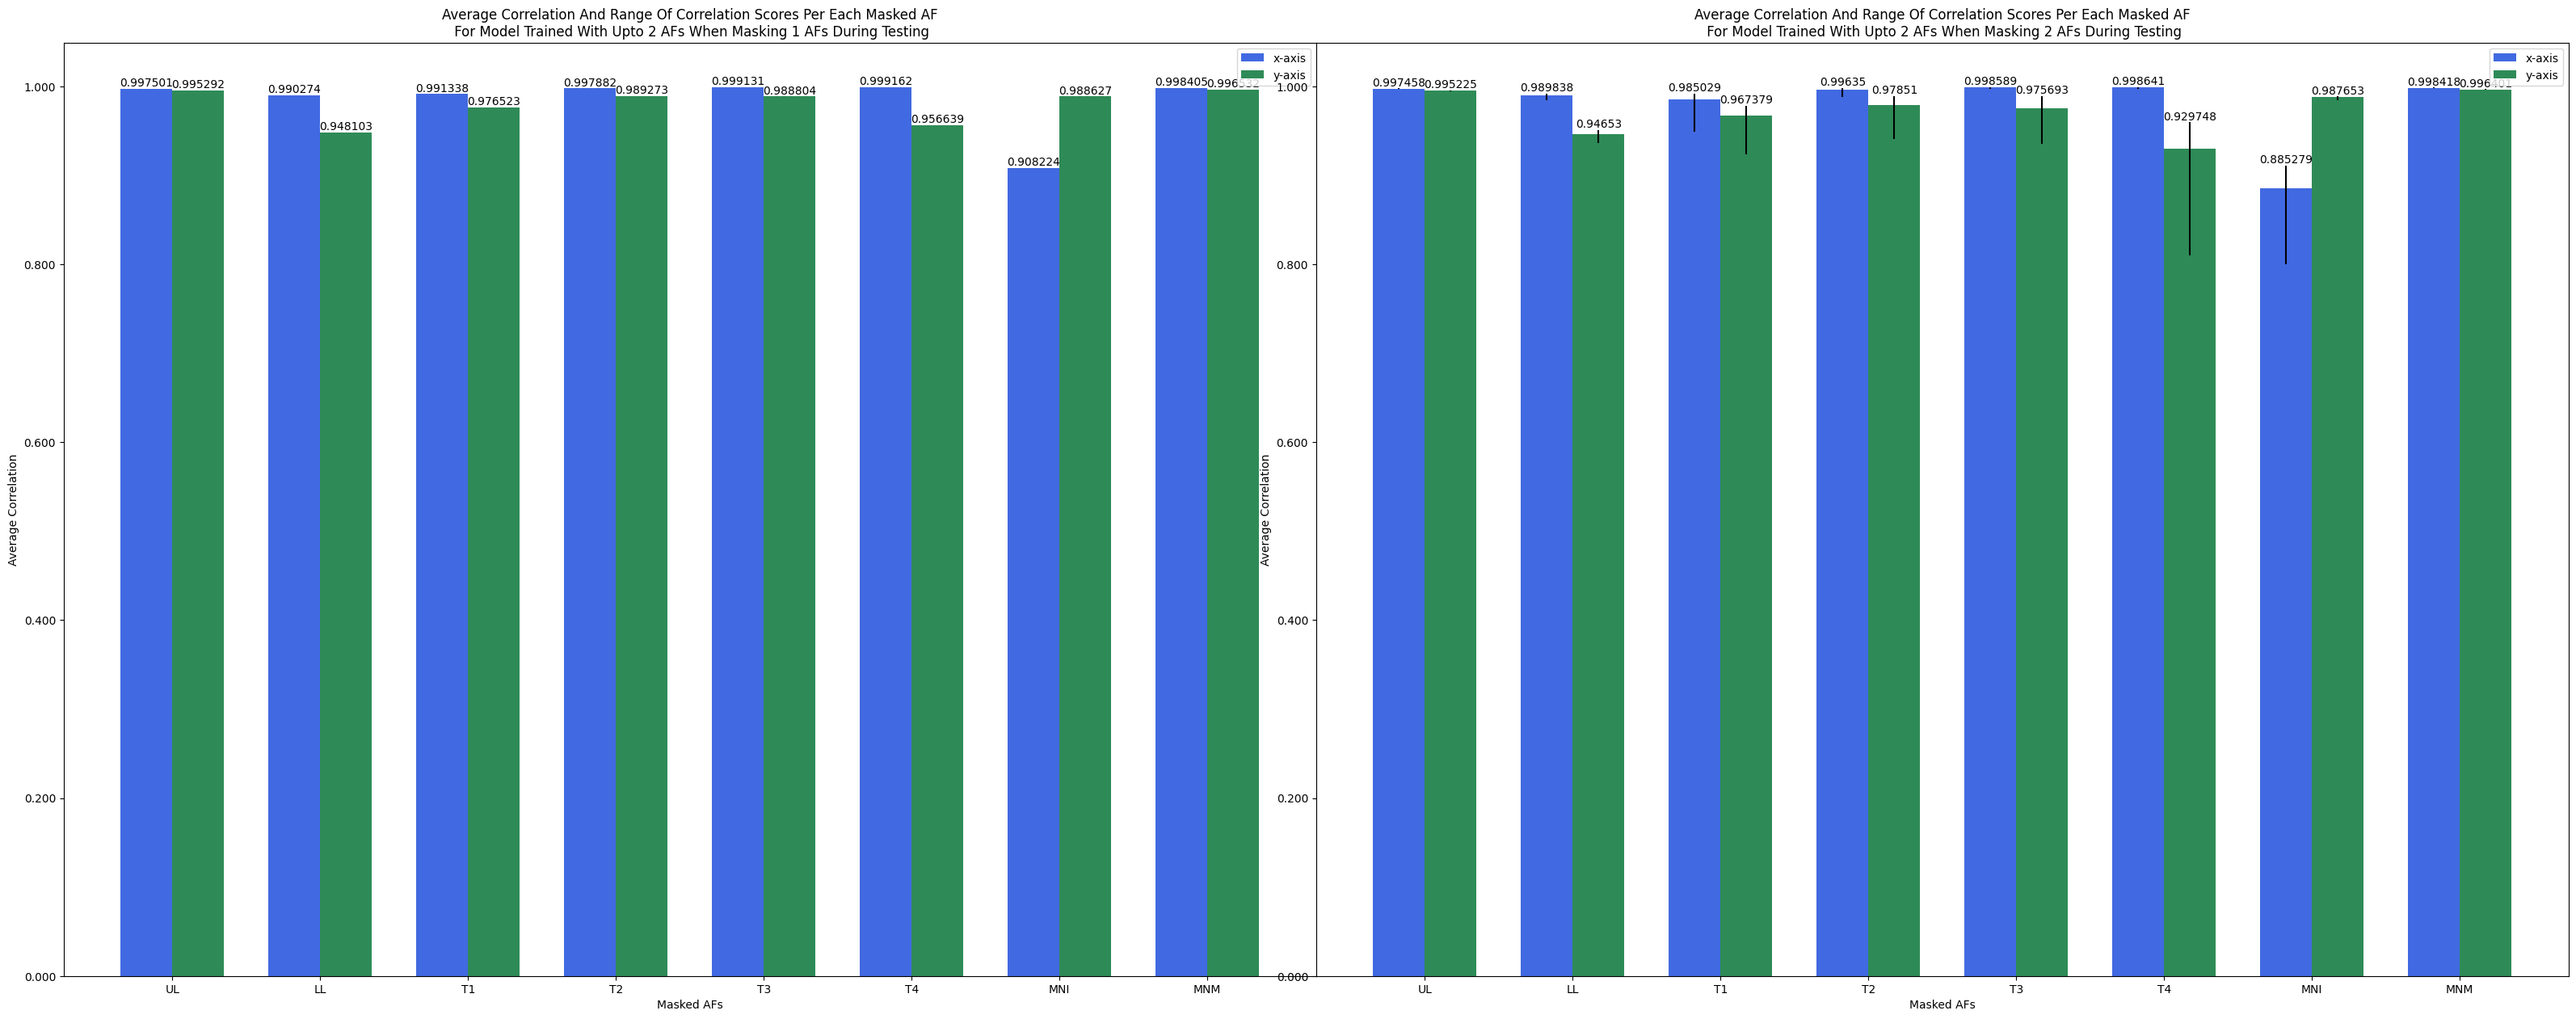 Average Correlation And Range Of Correlation Scores Per Each Masked AF
For Model Trained With Upto 2 AFs When Masking 1 AFs During Testing
x-axis
y-axis
1.000
0.800
0.600
0.400
0.200
0.000
Average Correlation
0.997501
0.995292
0.990274
0.948103
0.991338
0.976523
0.997882
0.989273
0.999131
0.988804
0.999162
0.956639
0.908224
0.988627
0.998405
UL
LL
T1
T2
T3
T4
MNI
MNM
Masked AFs
Average Correlation And Range Of Correlation Scores Per Each Masked AF
For Model Trained With Upto 2 AFs When Masking 2 AFs During Testing
x-axis
y-axis
1.000
0.800
0.600
0.400
0.200
0.000
Average Correlation
0.997458
0.995225
0.989838
0.94653
0.985029
0.967379
0.99635
0.97851
0.998589
0.975693
0.998641
0.929748
0.885279
0.987653
0.998418
UL
LL
T1
T2
T3
T4
MNI
MNM
Masked AFs